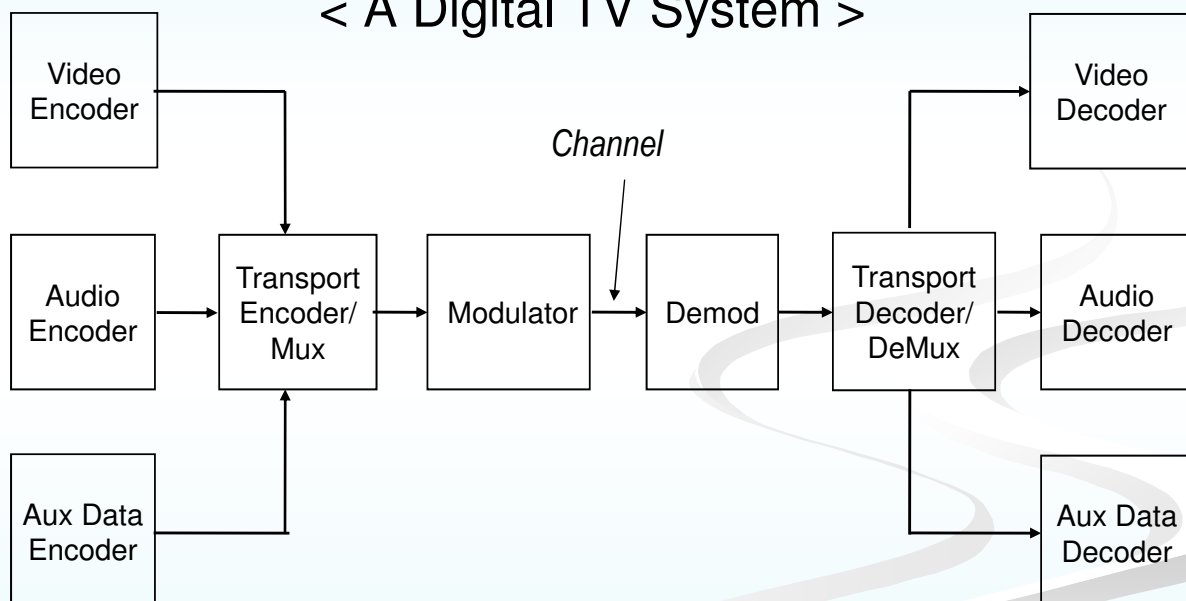 < A Digital TV System >
Video
Encoder
Video
Decoder
Channel
Audio
Encoder
Transport
Encoder/
Mux
Modulator
Demod
Transport
Decoder/
DeMux
Audio
Decoder
Aux Data
Encoder
Aux Data
Decoder